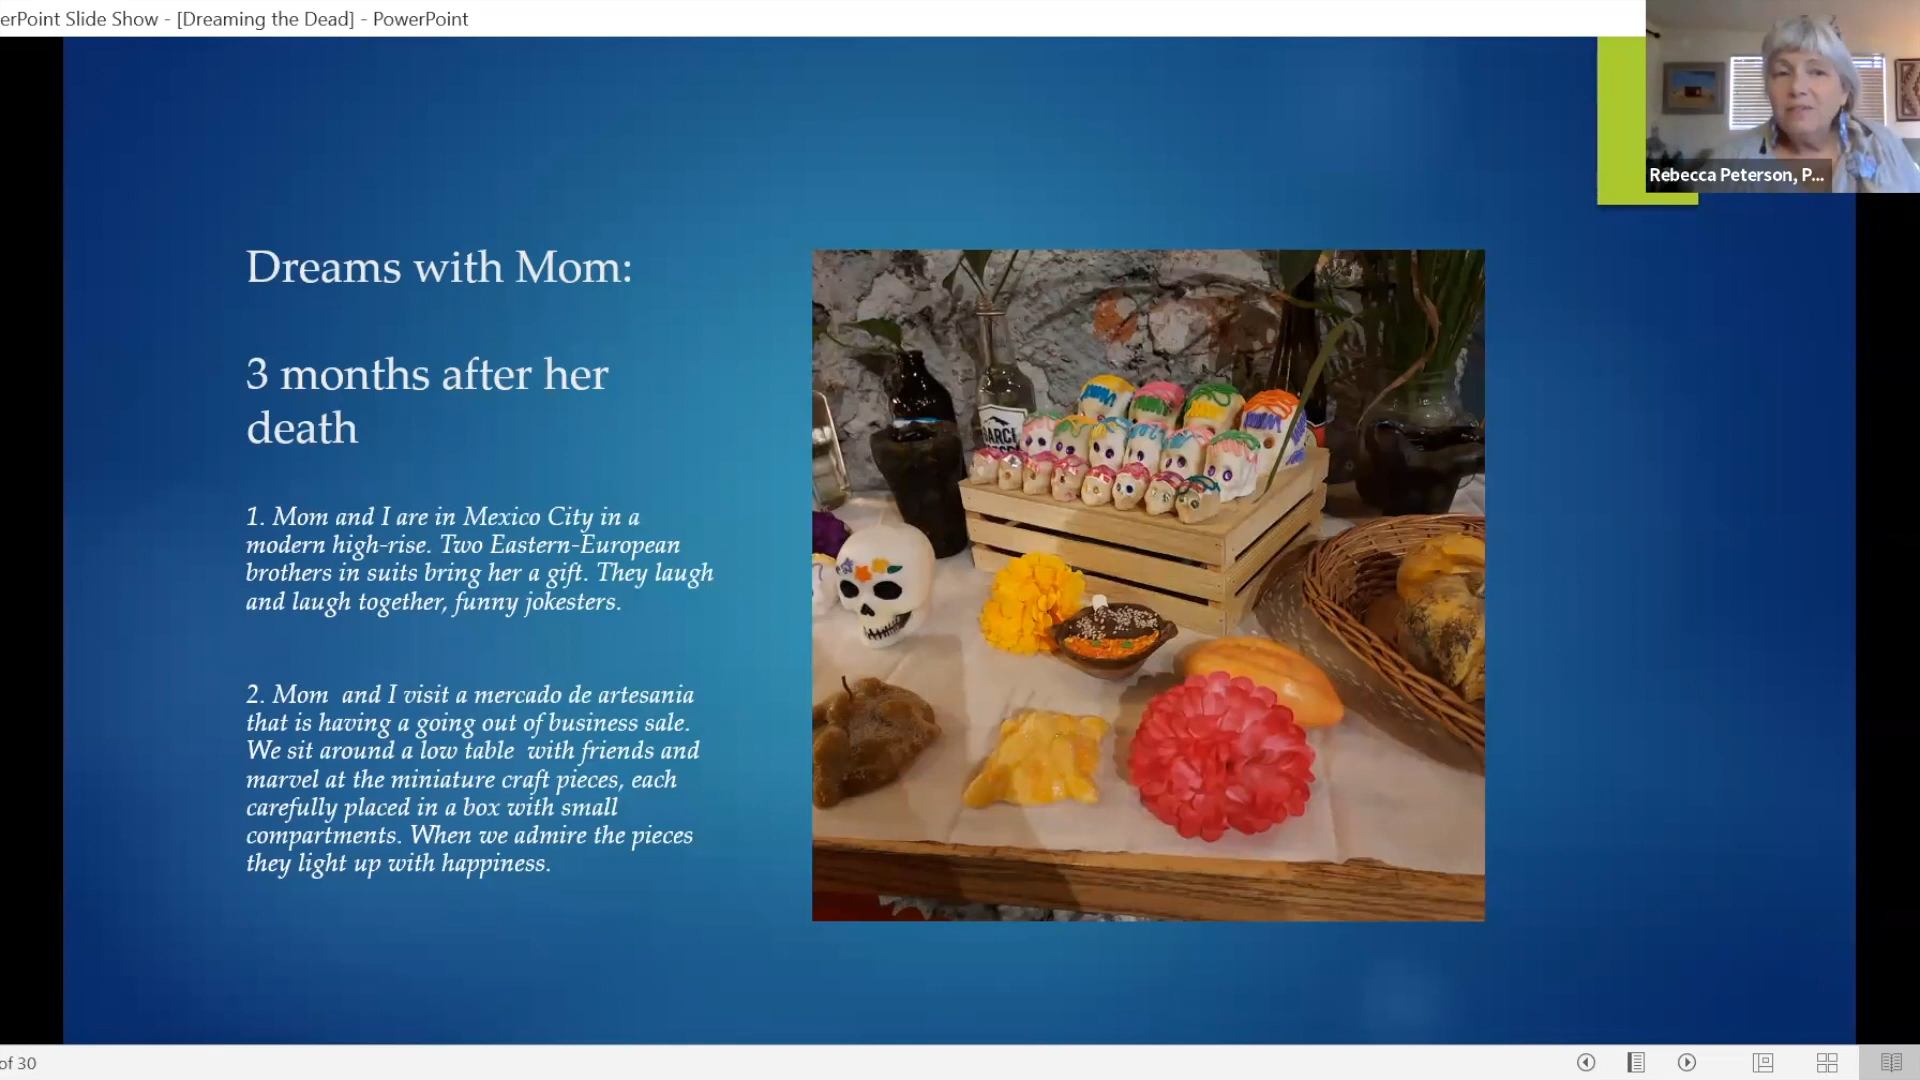 erPoint Slide Show - [Dreaming the Dead] - PowerPoint
Rebecca Peterson, P...
Dreams with Mom:
3 months after her
death
1. Mom and I are in Mexico City in a
modern high-rise. Two Eastern-European
brothers in suits bring her a gift. They laugh
and laugh together, funny jokesters.
2. Mom and I visit a mercado de artesania
that is having a going out of business sale.
We sit around a low table with friends and
marvel at the miniature craft pieces, each
carefully placed in a box with small
compartments. When we admire the pieces
they light up with happiness.
of 30